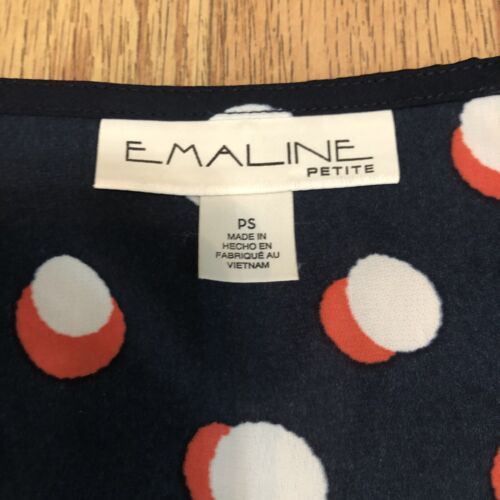 EMALINE
PETITE
PS
MADE IN
HECHO EN
FABRIQUÉ AU
VIETNAM